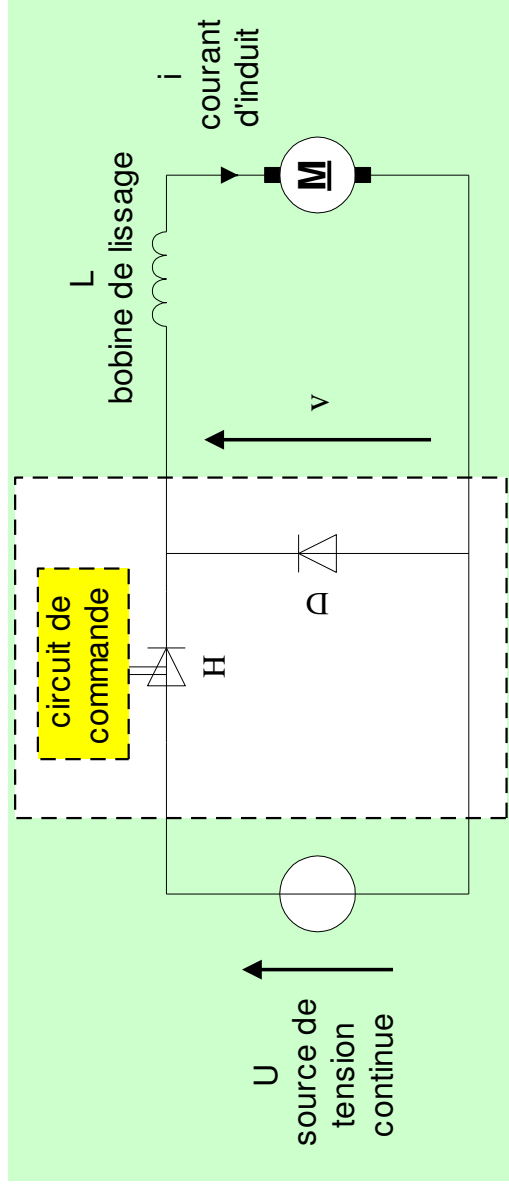 circuit de
commande
H
D
U
source de
tension
continue
v
L
bobine de lissage
i
courant
d'induit
M